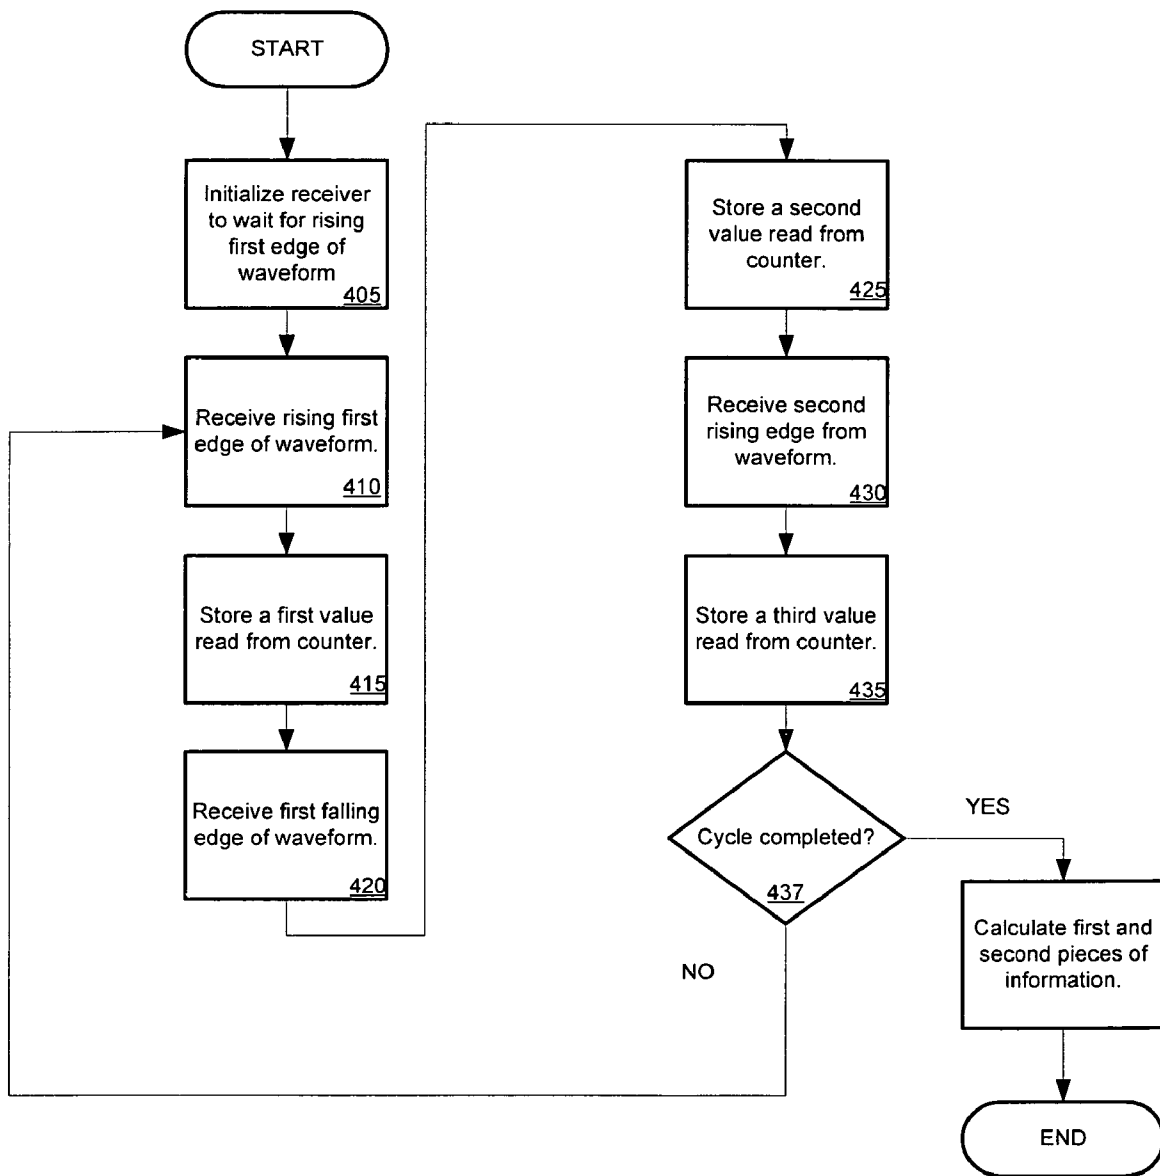 START
Initialize receiver
to wait for rising
first edge of
waveform
405
Receive rising first
edge of waveform.
410
Store a first value
read from counter.
415
Receive first falling
edge of waveform.
420
Store a second
value read from
counter.
425
Receive second
rising edge from
waveform.
430
Store a third value
read from counter.
435
Cycle completed?
437
YES
NO
Calculate first and
second pieces of
information.
END